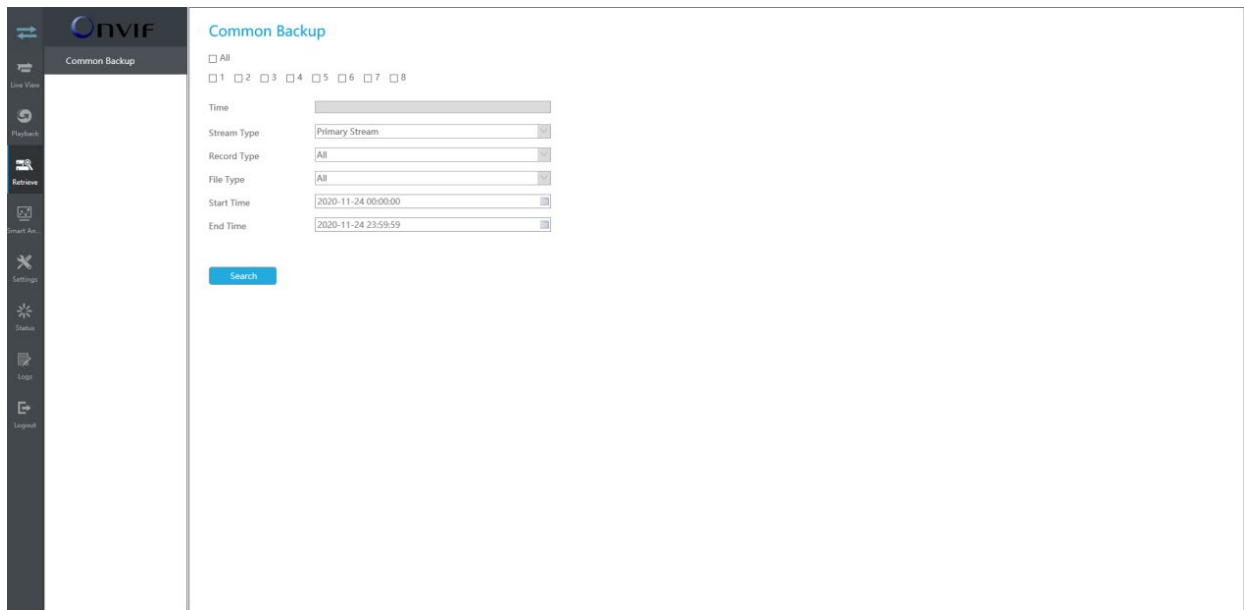 ONVIF
Common Backup
Live View
Playback
Retrieve
Smart An...
Settings
Status
Logs
Logout
Common Backup
All
1 2 3 4 5 6 7 8
Time
Stream Type Primary Stream
Record Type All
File Type All
Start Time 2020-11-24 00:00:00
End Time 2020-11-24 23:59:59
Search